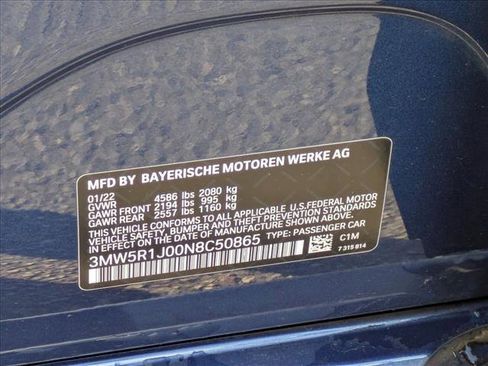 MFD BY BAYERISCHE MOTOREN WERKE AG
01/22
GVWR 4586 lbs 2080 kg
GAWR FRONT 2194 lbs 995 kg
GAWR REAR 2557 lbs 1160 kg
THIS VEHICLE CONFORMS TO ALL APPLICABLE U.S.FEDERAL MOTOR
VEHICLE SAFETY, BUMPER AND THEFT PREVENTION STANDARDS
IN EFFECT ON THE DATE OF MANUFACTURE SHOWN ABOVE.
3MW5R1J00N8C50865 TYPE: PASSENGER CAR
C1M
7 315 814